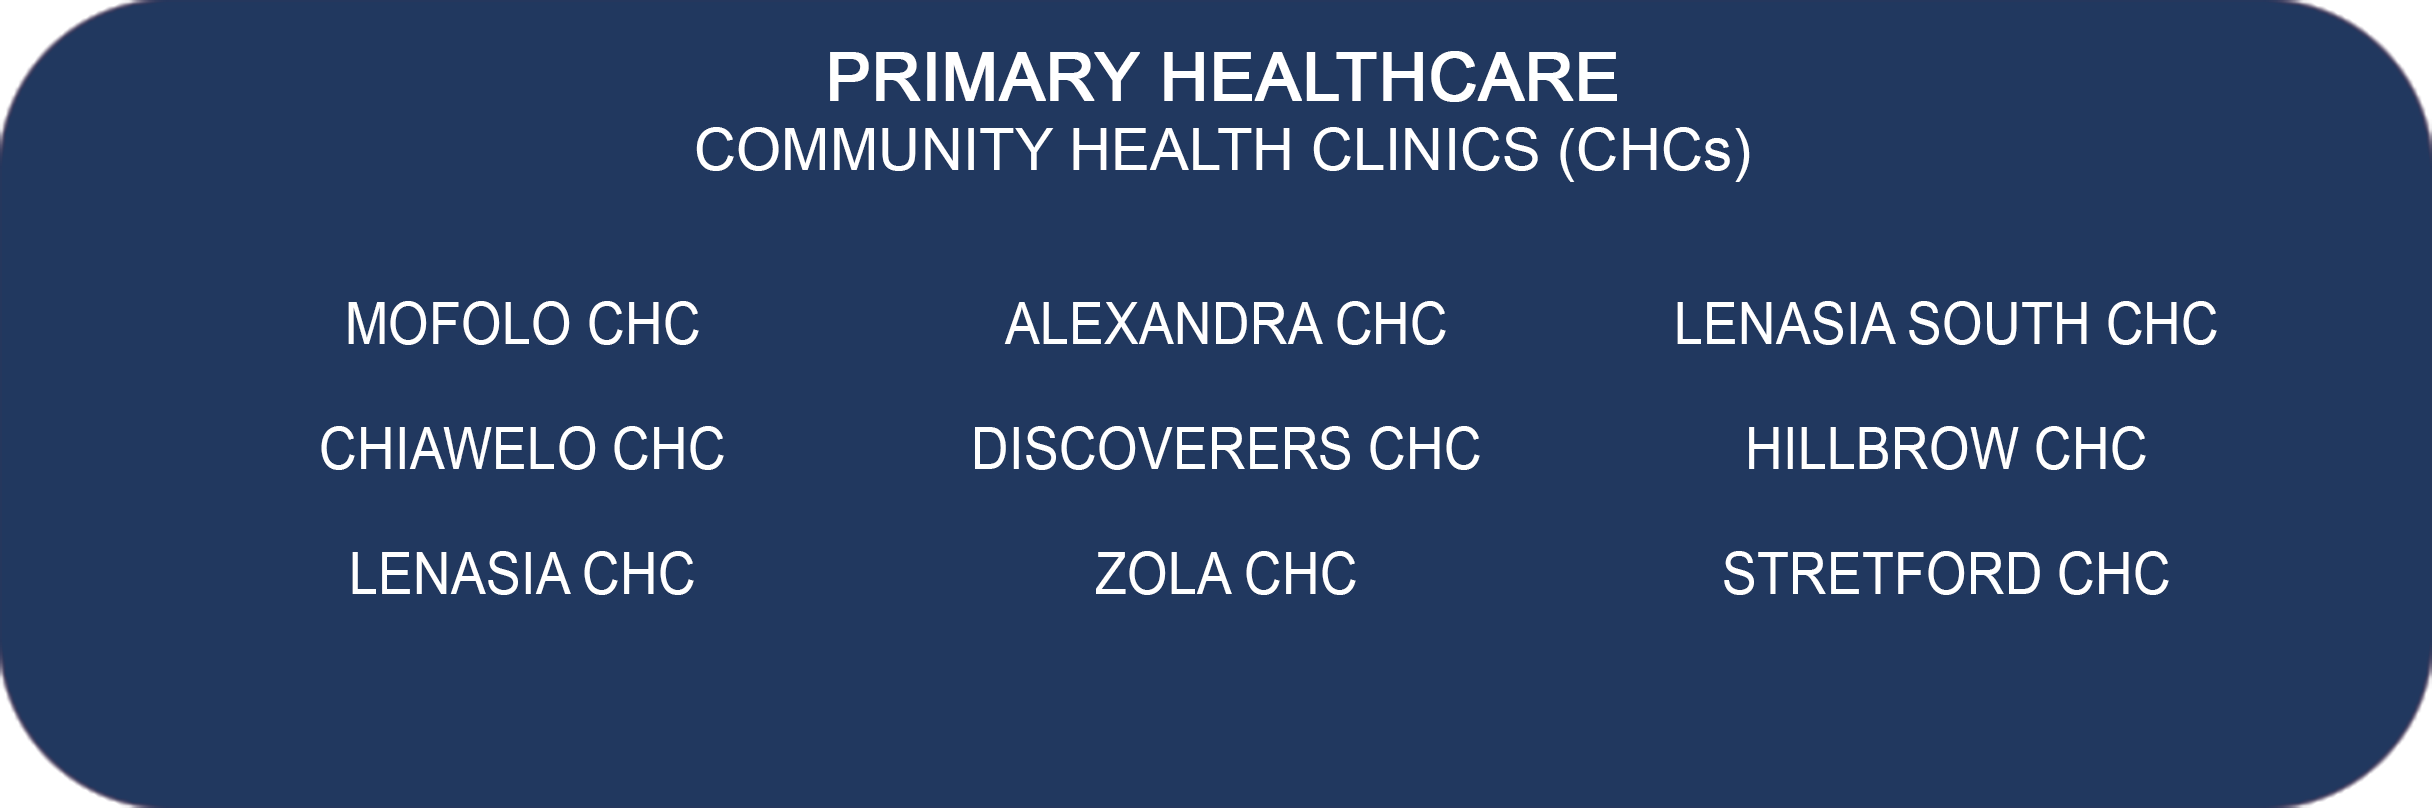 PRIMARY HEALTHCARE
COMMUNITY HEALTH CLINICS (CHCs)
MOFOLO CHC
ALEXANDRA CHC
LENASIA SOUTH CHC
CHIAWELO CHC
DISCOVERERS CHC
HILLBROW CHC
LENASIA CHC
ZOLA CHC
STRETFORD CHC